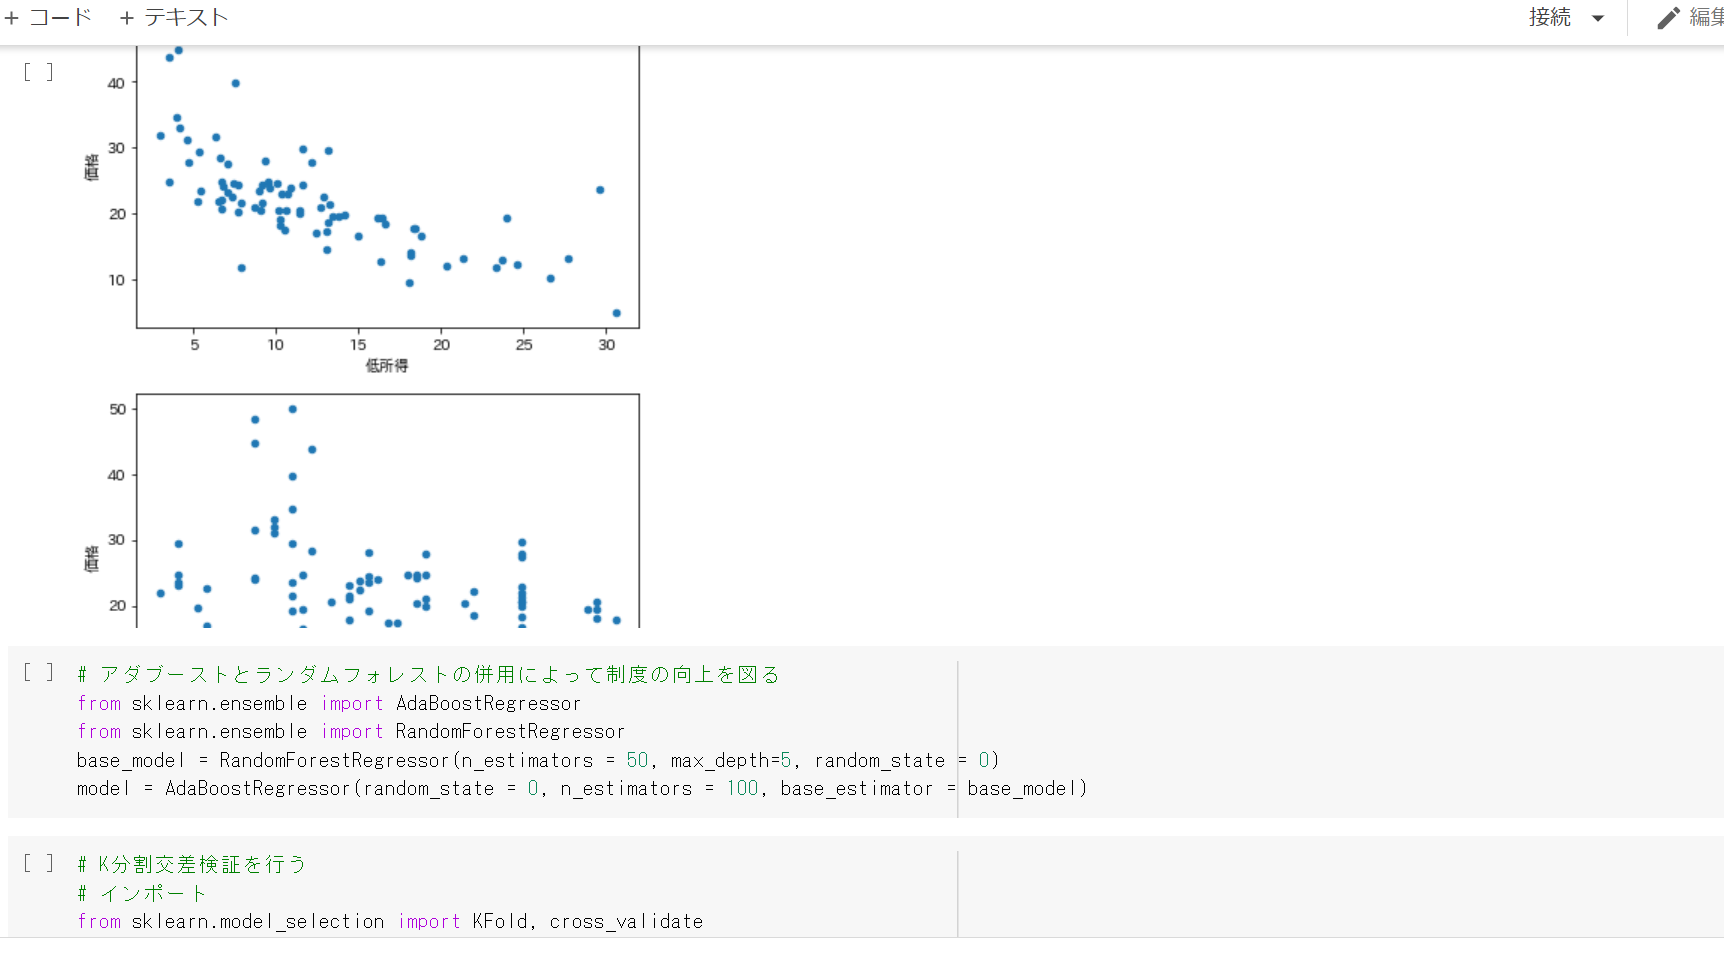 + コード + テキスト 接続 編集
[ ]
40
30
価格
20
10
5 10 15 20 25 30
低所得
50
40
30
価格
20
[ ] # アダブーストとランダムフォレストの併用によって制度の向上を図る
from sklearn.ensemble import AdaBoostRegressor
from sklearn.ensemble import RandomForestRegressor
base_model = RandomForestRegressor(n_estimators = 50, max_depth=5, random_state = 0)
model = AdaBoostRegressor(random_state = 0, n_estimators = 100, base_estimator = base_model)
[ ] # K分割交差検証を行う
# インポート
from sklearn.model_selection import KFold, cross_validate